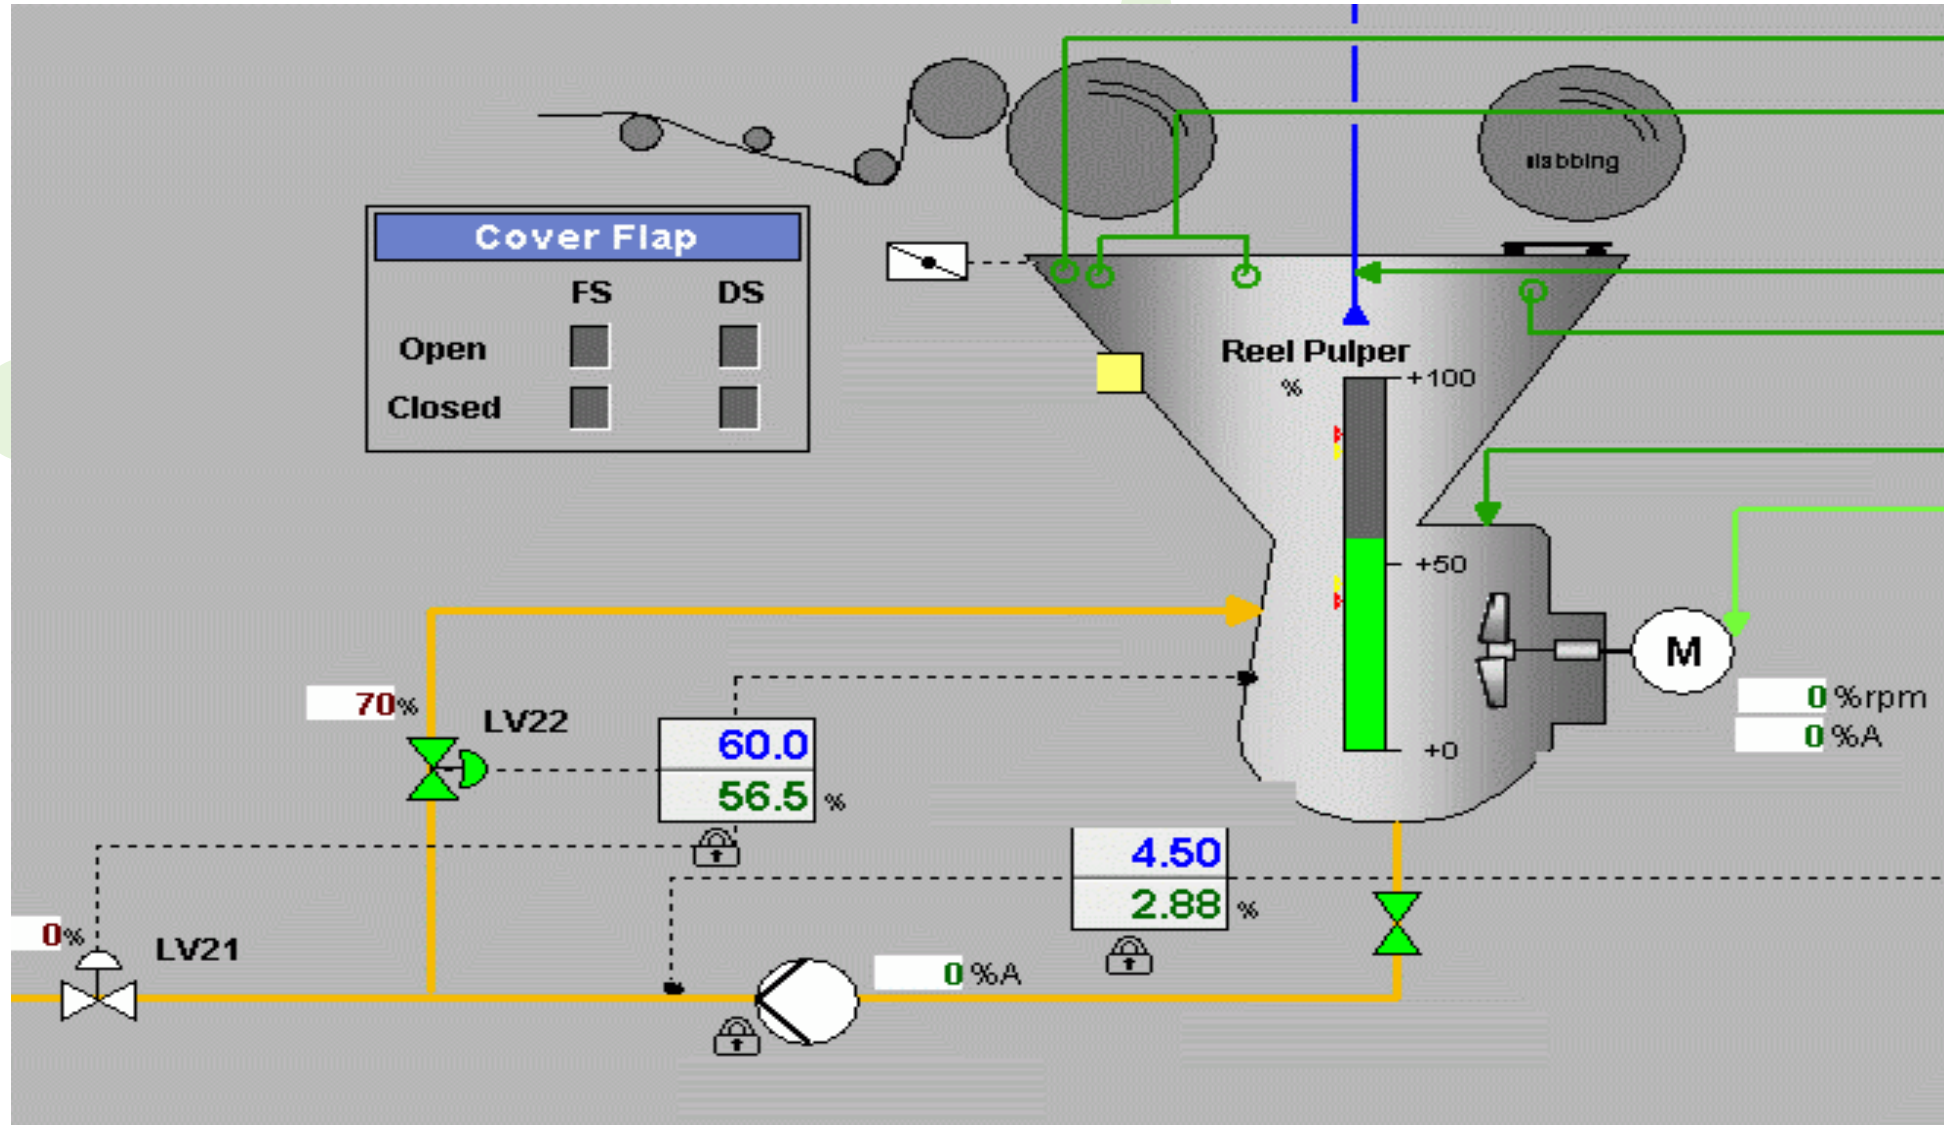 slabbing
Cover Flap
FS DS
Open
Closed
Reel Pulper
%
+100
+50
+0
M
0 %rpm
0 %A
70%
LV22
60.0
56.5 %
4.50
2.88 %
0%
LV21
0 %A